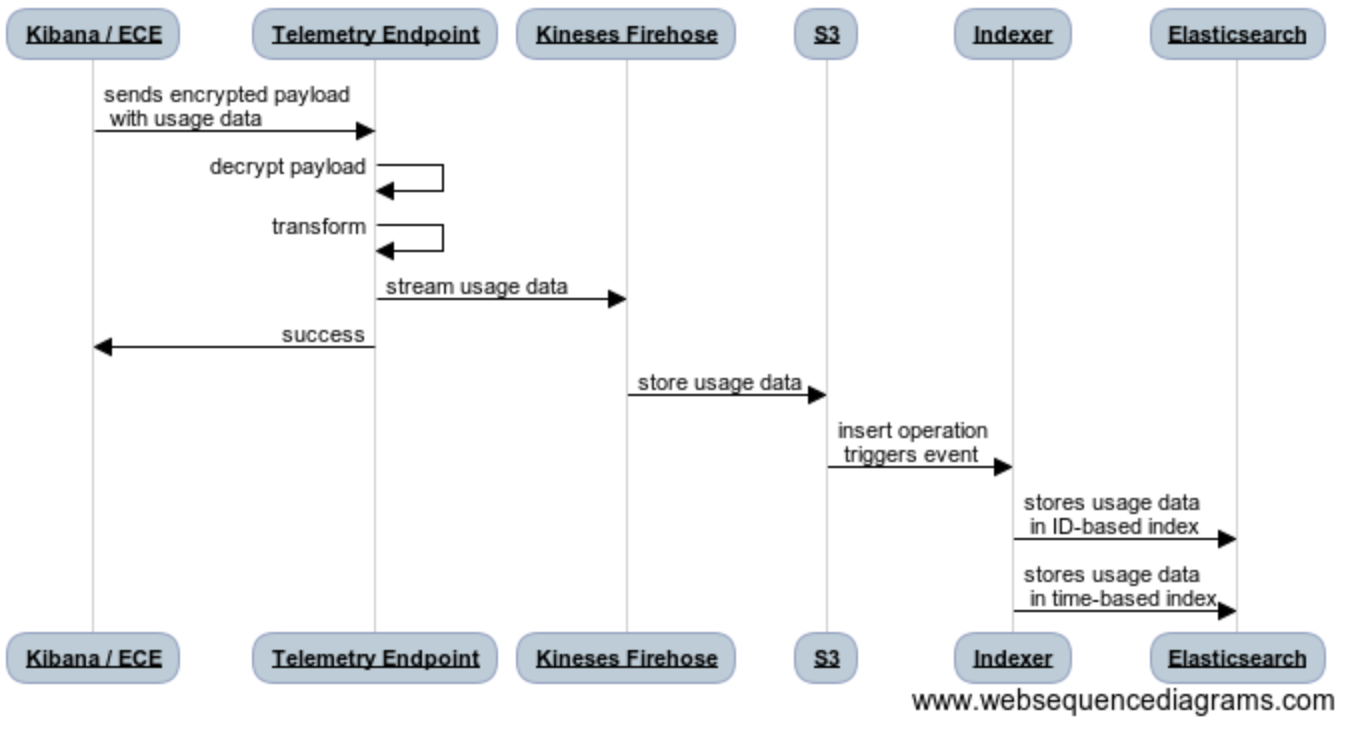 Kibana / ECE
Telemetry Endpoint
Kineses Firehose
S3
Indexer
Elasticsearch
sends encrypted payload
with usage data
decrypt payload
transform
stream usage data
success
store usage data
insert operation
triggers event
stores usage data
in ID-based index
stores usage data
in time-based index
Kibana / ECE
Telemetry Endpoint
Kineses Firehose
S3
Indexer
Elasticsearch
www.websequencediagrams.com